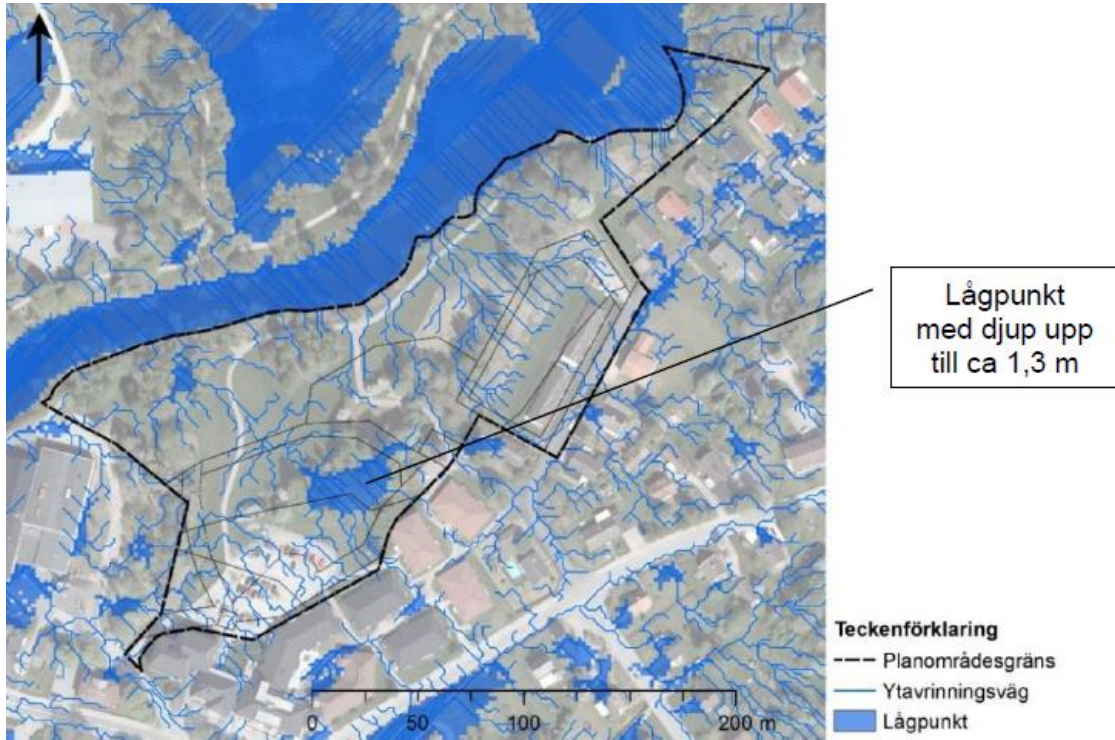 Lågpunkt
med djup upp
till ca 1,3 m
Teckenförklaring
Planområdesgräns
Ytavrinningsväg
Lågpunkt
0 50 100 200 m